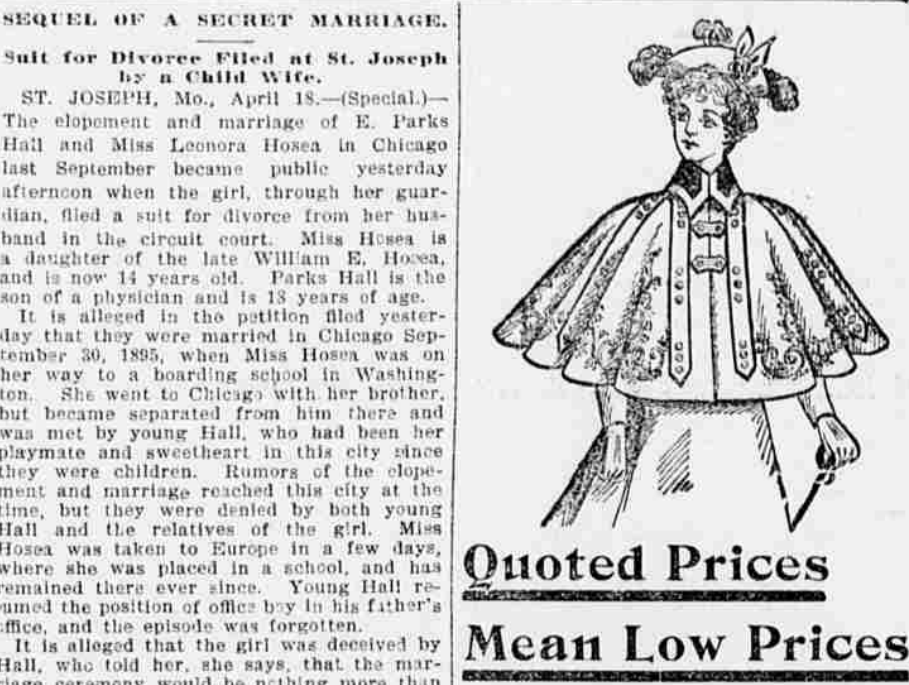 SEQUEL OF A SECRET MARRIAGE.
Suit for Divorce Filed at St. Joseph
by a Child Wife.
ST. JOSEPH, Mo., April 18.—(Special.)—
The elopement and marriage of E. Parks
Hall and Miss Leonora Hosea in Chicago
last September became public yesterday
afternoon when the girl, through her guar-
dian, filed a suit for divorce from her hus-
band in the circuit court. Miss Hosea is
a daughter of the late William E. Hosea,
and is now 14 years old. Parks Hall is the
son of a physician and is 18 years of age.
It is alleged in the petition filed yester-
day that they were married in Chicago Sep-
tember 30, 1895, when Miss Hosea was on
her way to a boarding school in Washing-
ton. She went to Chicago with her brother,
but became separated from him there and
was met by young Hall, who had been her
playmate and sweetheart in this city since
they were children. Rumors of the elope-
ment and marriage reached this city at the
time, but they were denied by both young
Hall and the relatives of the girl. Miss
Hosea was taken to Europe in a few days,
where she was placed in a school, and has
remained there ever since. Young Hall re-
sumed the position of office boy in his father's
office, and the episode was forgotten.
It is alleged that the girl was deceived by
Hall, who told her, she says, that the mar-
riage ceremony would be nothing more than
Quoted Prices
Mean Low Prices